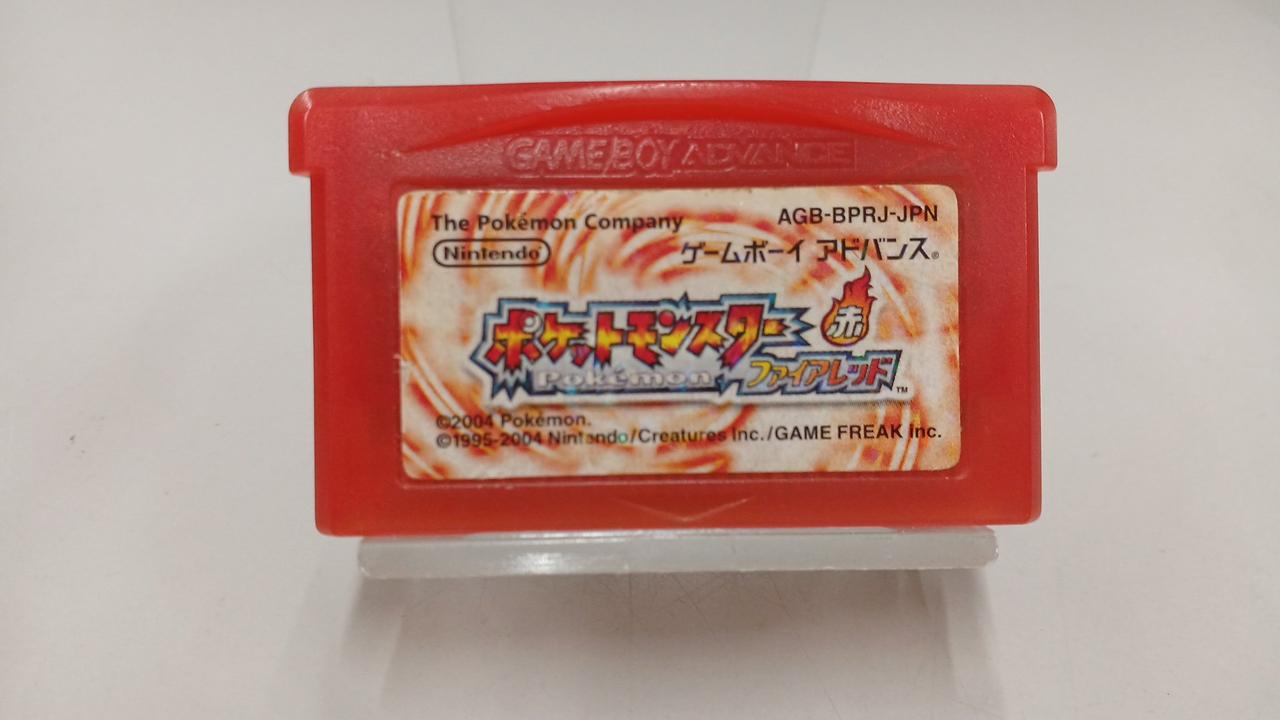 GAME BOY ADVANCE
The Pokémon Company
AGB-BPRJ-JPN
Nintendo®
ゲームボーイ アドバンス®
ポケットモンスター
赤
Pokémon
ファイアレッド™
©2004 Pokémon.
©1995-2004 Nintendo/Creatures Inc./GAME FREAK inc.